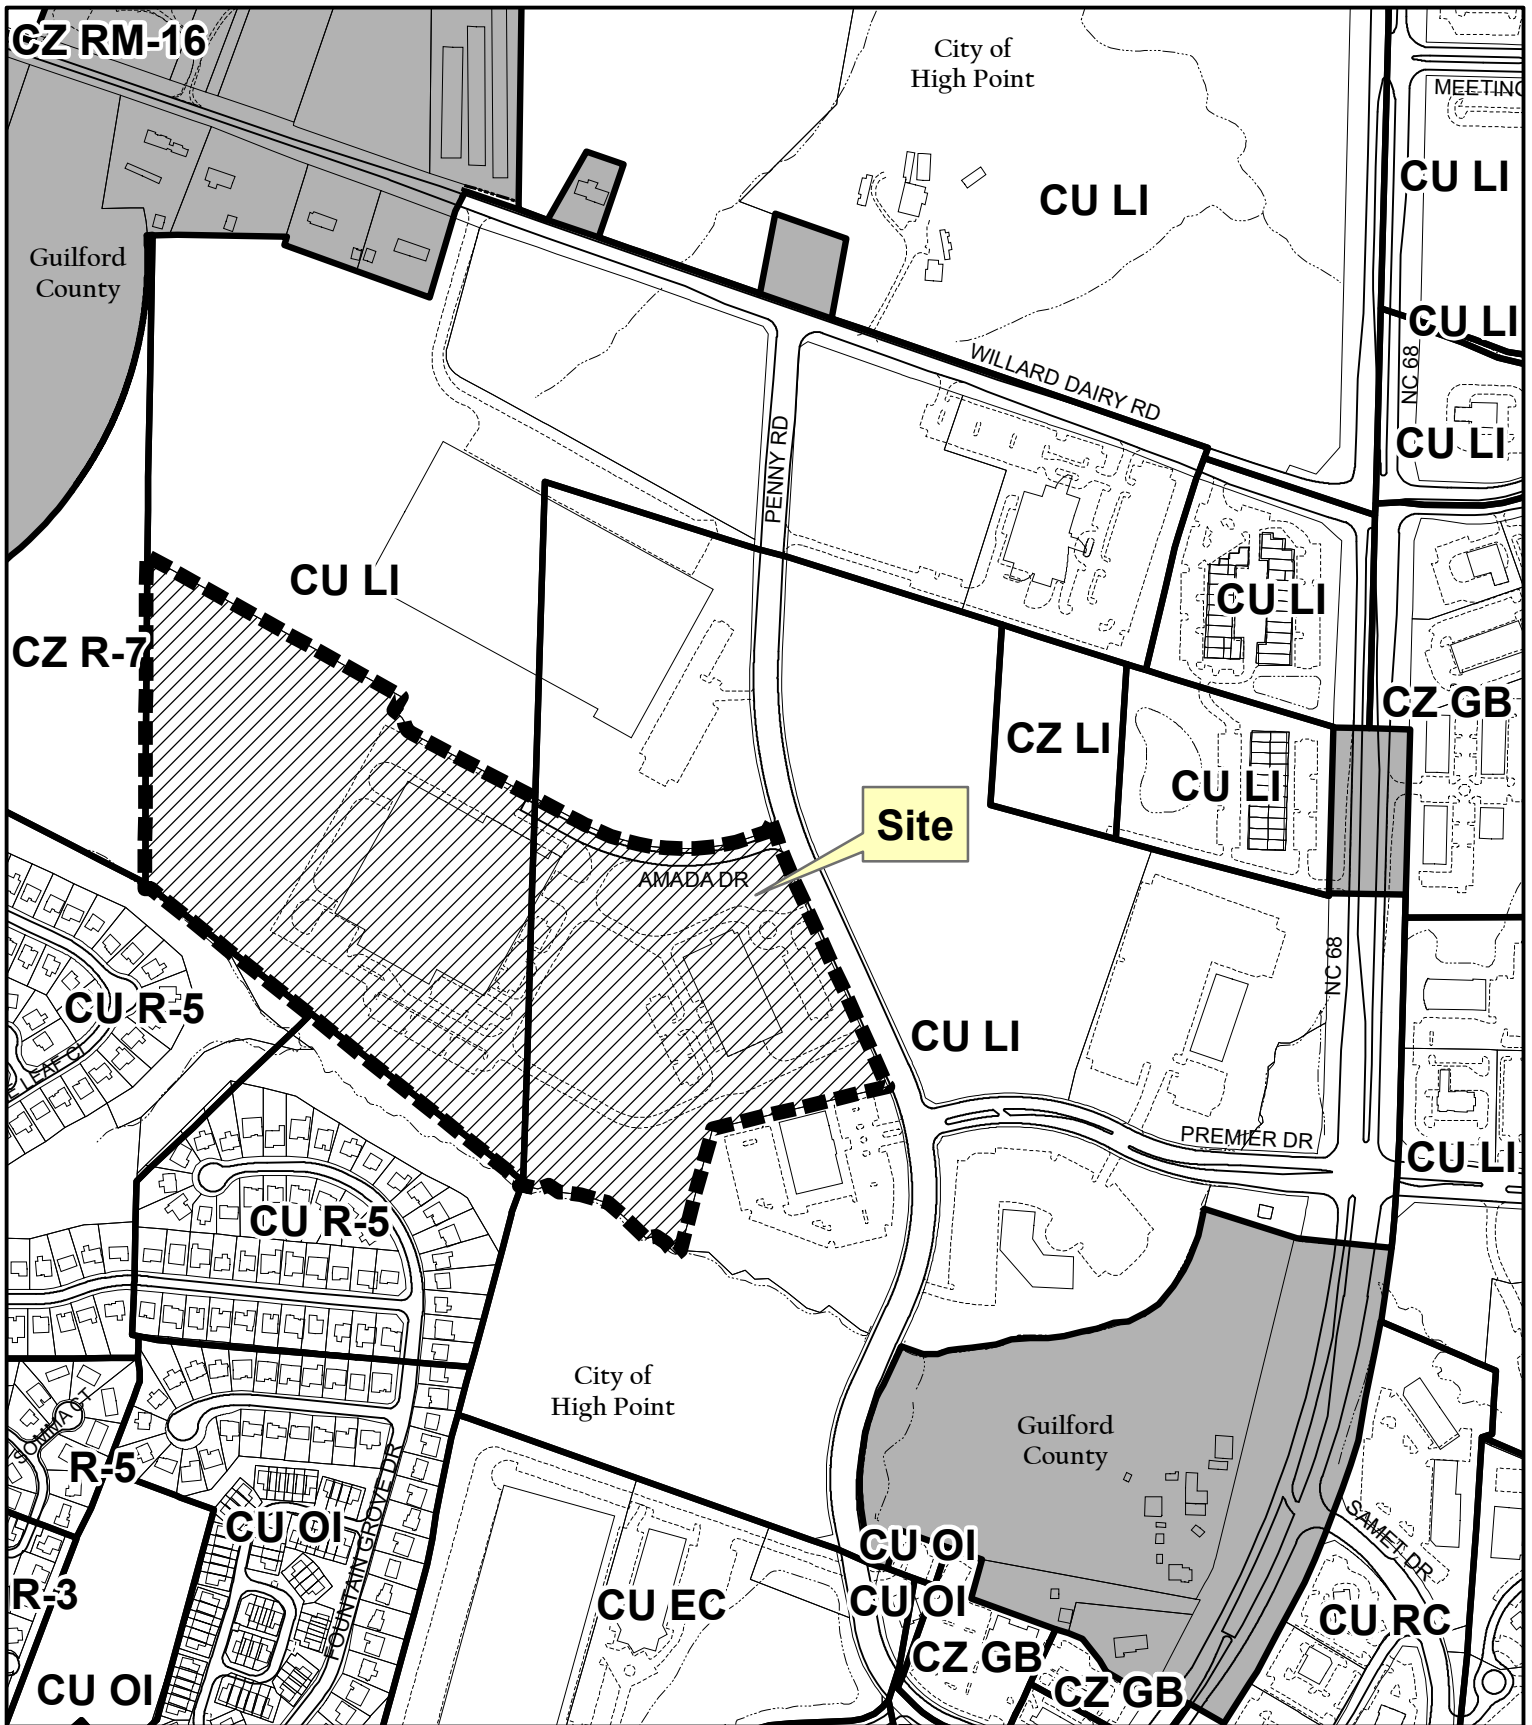 CZ RM-16
City of
High Point
MEETING
CU LI
CU LI
Guilford
County
CU LI
WILLARD DAIRY RD
NC 68
CU LI
PENNY RD
CU LI
CU LI
CZ R-7
CZ GB
CZ LI
CU LI
Site
AMADA DR
NC 68
CU R-5
CU LI
LEAF CT
PREMIER DR
CU LI
CU R-5
City of
High Point
SOMMA CT
Guilford
County
R-5
CU OI
FOUNTAIN GROVE DR
SAMET DR
CU OI
R-3
CU EC
CU OI
CU RC
CZ GB
CU OI
CZ GB